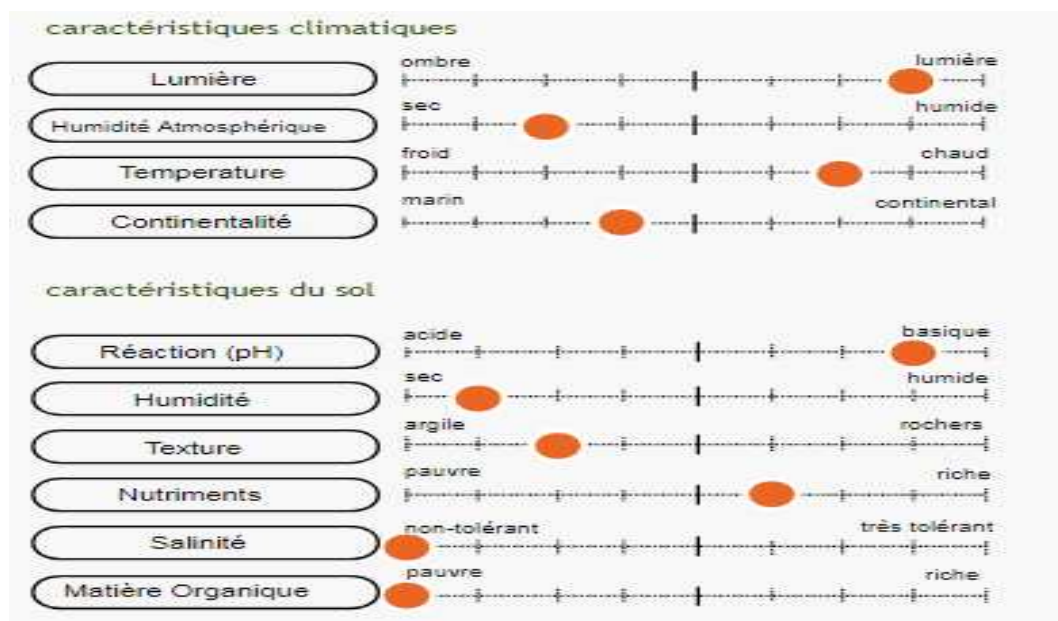 caractéristiques climatiques
ombre lumière
Lumière
sec humide
Humidité Atmosphérique
froid chaud
Temperature
marin continental
Continentalité
caractéristiques du sol
acide basique
Réaction (pH)
sec humide
Humidité
argile rochers
Texture
pauvre riche
Nutriments
non-tolérant très tolérant
Salinité
pauvre riche
Matière Organique